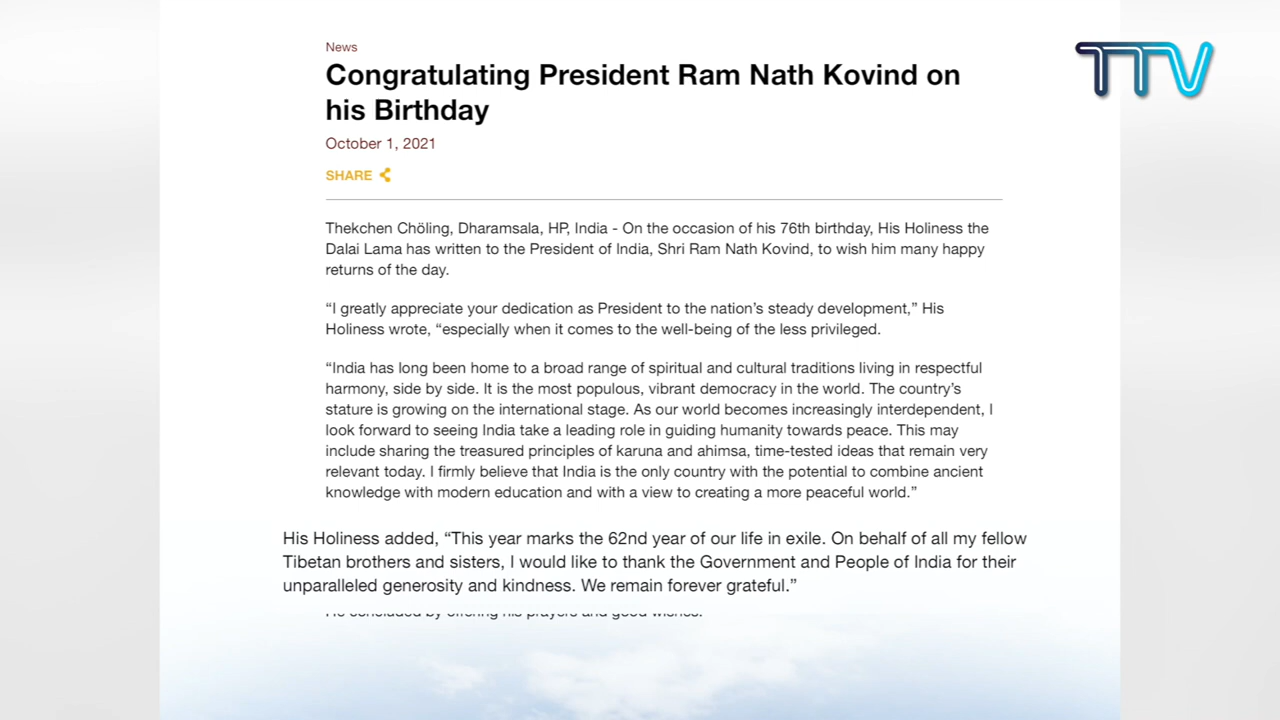 TTV
News
Congratulating President Ram Nath Kovind on
his Birthday
October 1, 2021
SHARE
Thekchen Chöling, Dharamsala, HP, India - On the occasion of his 76th birthday, His Holiness the
Dalai Lama has written to the President of India, Shri Ram Nath Kovind, to wish him many happy
returns of the day.
“I greatly appreciate your dedication as President to the nation’s steady development,” His
Holiness wrote, “especially when it comes to the well-being of the less privileged.
“India has long been home to a broad range of spiritual and cultural traditions living in respectful
harmony, side by side. It is the most populous, vibrant democracy in the world. The country’s
stature is growing on the international stage. As our world becomes increasingly interdependent, I
look forward to seeing India take a leading role in guiding humanity towards peace. This may
include sharing the treasured principles of karuna and ahimsa, time-tested ideas that remain very
relevant today. I firmly believe that India is the only country with the potential to combine ancient
knowledge with modern education and with a view to creating a more peaceful world.”
His Holiness added, “This year marks the 62nd year of our life in exile. On behalf of all my fellow
Tibetan brothers and sisters, I would like to thank the Government and People of India for their
unparalleled generosity and kindness. We remain forever grateful.”
He concluded by offering his prayers and good wishes.